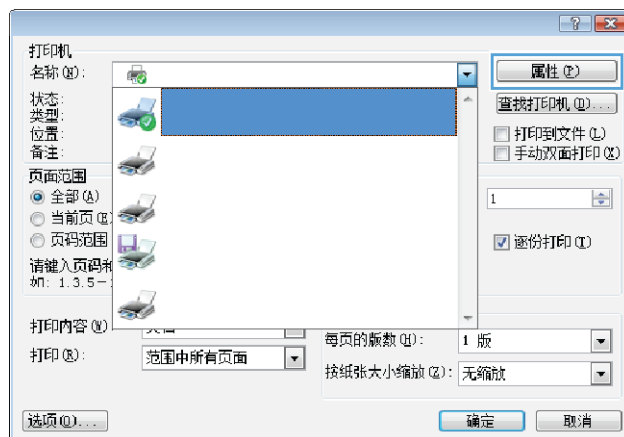 打印机
名称(N):
属性(P)
状态:
类型:
位置:
备注:
查找打印机(D)...
打印到文件(L)
手动双面打印(X)
页面范围
全部(A)
当前页(E)
页码范围
请键入页码和
如: 1.3.5-
1
逐份打印(T)
打印内容(W):
打印(R):
范围中所有页面
每页的版数(H):
1 版
按纸张大小缩放(Z):
无缩放
选项(O)...
确定
取消